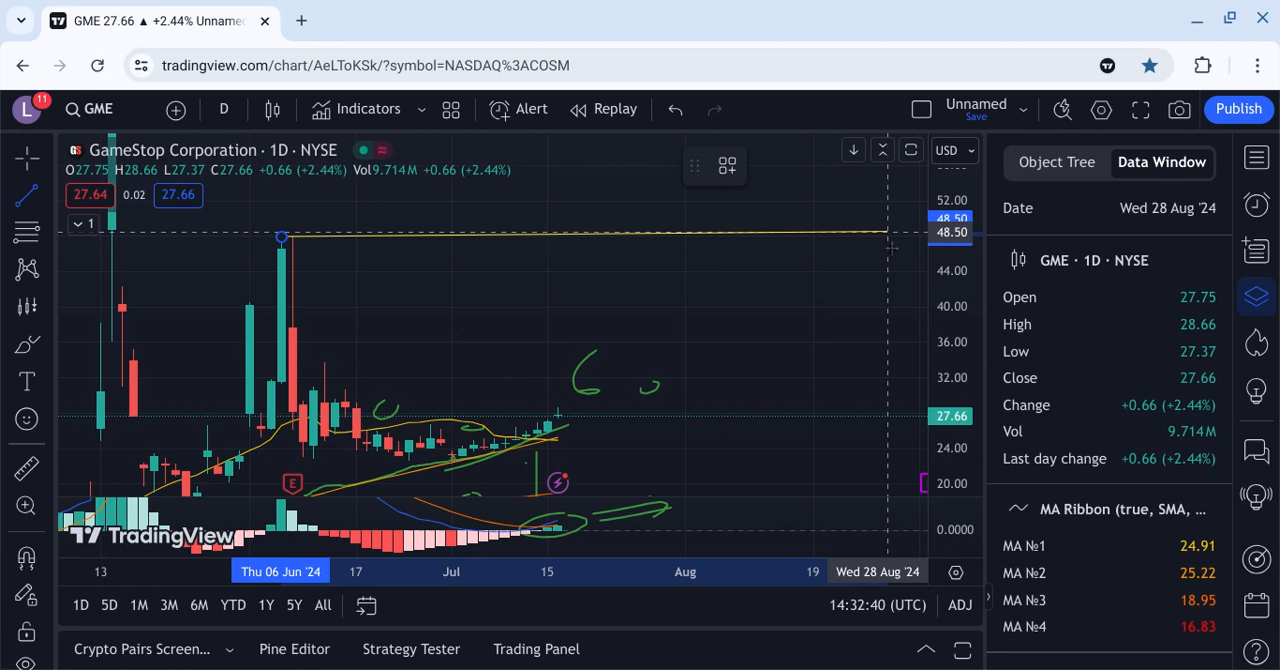 GME 27.66 ▲ +2.44% Unname
tradingview.com/chart/AeLToKSk/?symbol=NASDAQ%3ACOSM
L 11 GME D Indicators Alert Replay Unnamed Save Publish
GameStop Corporation · 1D · NYSE
O27.75 H28.66 L27.37 C27.66 +0.66 (+2.44%) Vol9.714M +0.66 (+2.44%)
27.64 0.02 27.66
1
USD
52.00
48.50
48.50
44.00
40.00
36.00
32.00
27.66
24.00
20.00
0.0000
E
TradingView
13 Thu 06 Jun '24 17 Jul 15 Aug 19 Wed 28 Aug '24
1D 5D 1M 3M 6M YTD 1Y 5Y All 14:32:40 (UTC) ADJ
Crypto Pairs Screen... Pine Editor Strategy Tester Trading Panel
Object Tree Data Window
Date Wed 28 Aug '24
GME · 1D · NYSE
Open 27.75
High 28.66
Low 27.37
Close 27.66
Change +0.66 (+2.44%)
Vol 9.714M
Last day change +0.66 (+2.44%)
MA Ribbon (true, SMA, ...
MA №1 24.91
MA №2 25.22
MA №3 18.95
MA №4 16.83